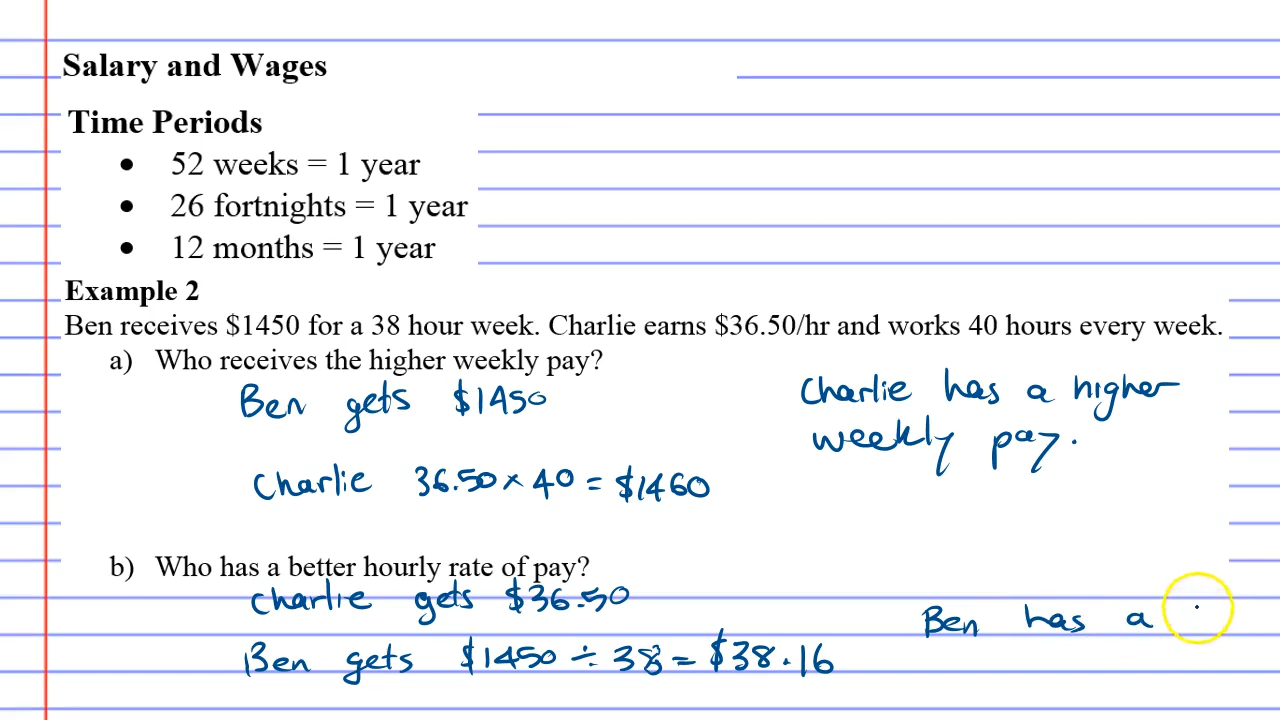 Salary and Wages
Time Periods
• 52 weeks = 1 year
• 26 fortnights = 1 year
• 12 months = 1 year
Example 2
Ben receives $1450 for a 38 hour week. Charlie earns $36.50/hr and works 40 hours every week.
a) Who receives the higher weekly pay?
Ben gets $1450
Charlie 36.50 × 40 = $1460
Charlie has a higher
weekly pay.
b) Who has a better hourly rate of pay?
Charlie gets $36.50
Ben gets $1450 ÷ 38 = $38.16
Ben has a